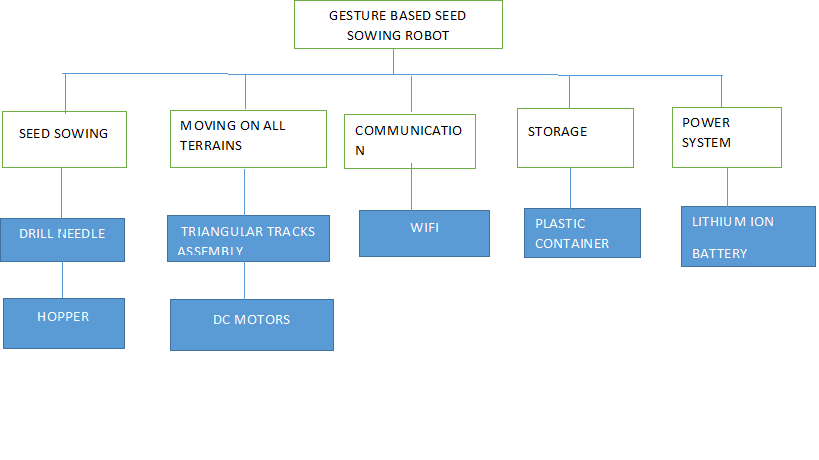 GESTURE BASED SEED
SOWING ROBOT
SEED SOWING
MOVING ON ALL
TERRAINS
COMMUNICATIO
N
STORAGE
POWER
SYSTEM
DRILL NEEDLE
TRIANGULAR TRACKS
ASSEMBLY
WIFI
PLASTIC
CONTAINER
LITHIUM ION
BATTERY
HOPPER
DC MOTORS